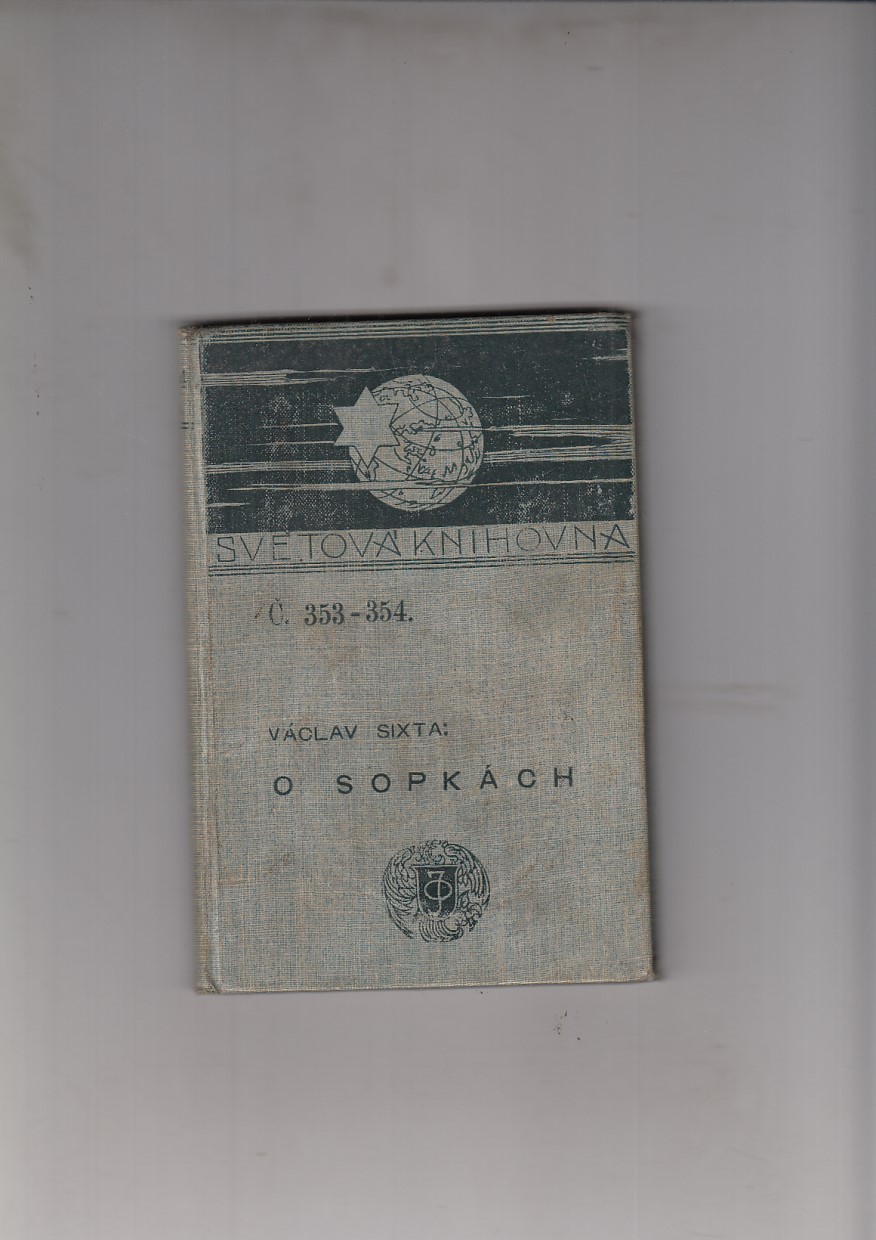 SVĚTOVÁ KNIHOVNA
Č. 353-354.
VÁCLAV SIXTA:
O SOPKÁCH